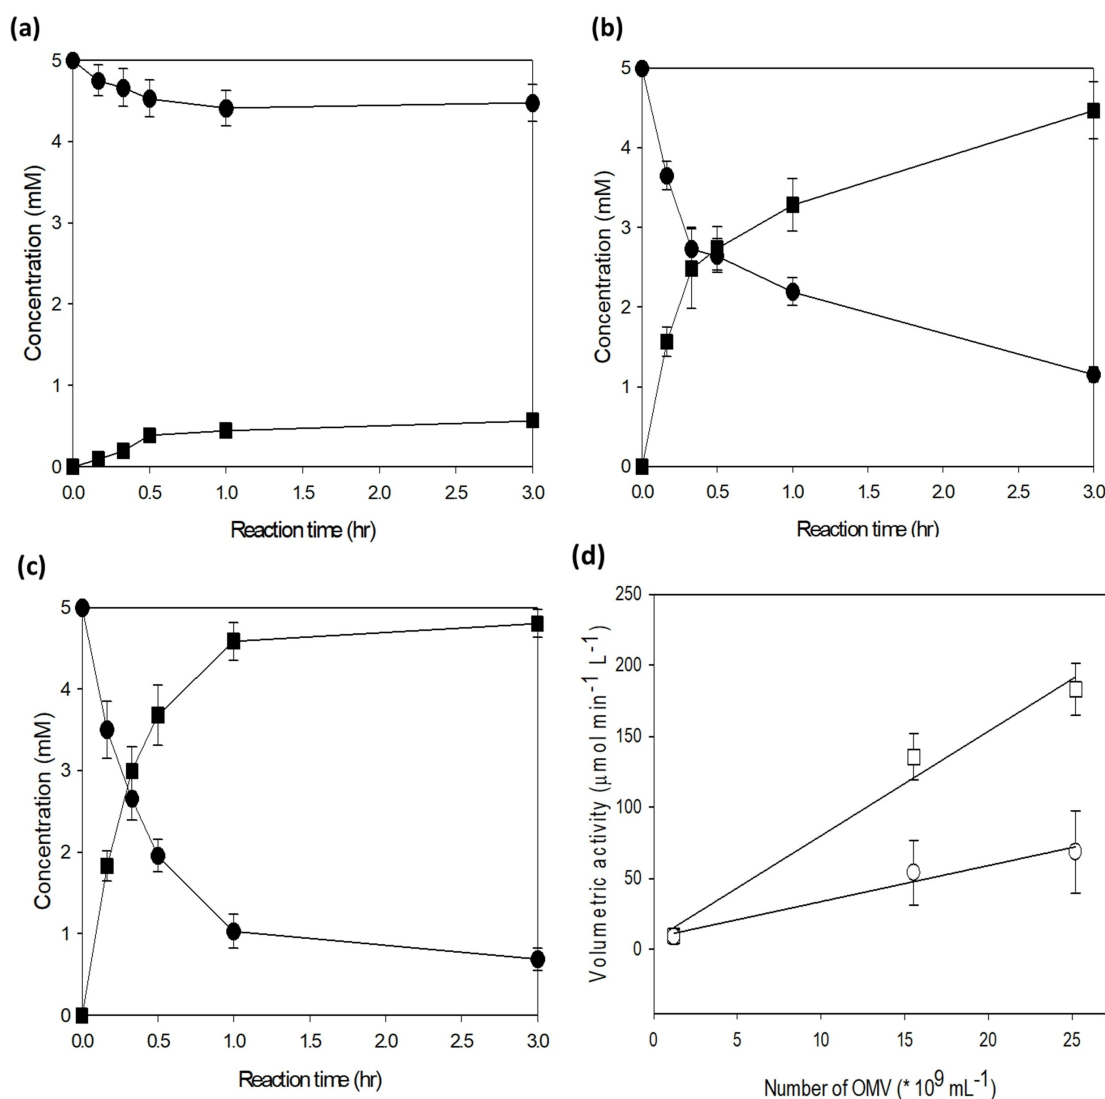 (a)
Concentration (mM)
5
4
3
2
1
0
0.0 0.5 1.0 1.5 2.0 2.5 3.0
Reaction time (hr)
(b)
Concentration (mM)
5
4
3
2
1
0
0.0 0.5 1.0 1.5 2.0 2.5 3.0
Reaction time (hr)
(c)
Concentration (mM)
5
4
3
2
1
0
0.0 0.5 1.0 1.5 2.0 2.5 3.0
Reaction time (hr)
(d)
Volumetric activity (µmol min⁻¹ L⁻¹)
250
200
150
100
50
0
0 5 10 15 20 25
Number of OMV (* 10⁹ mL⁻¹)